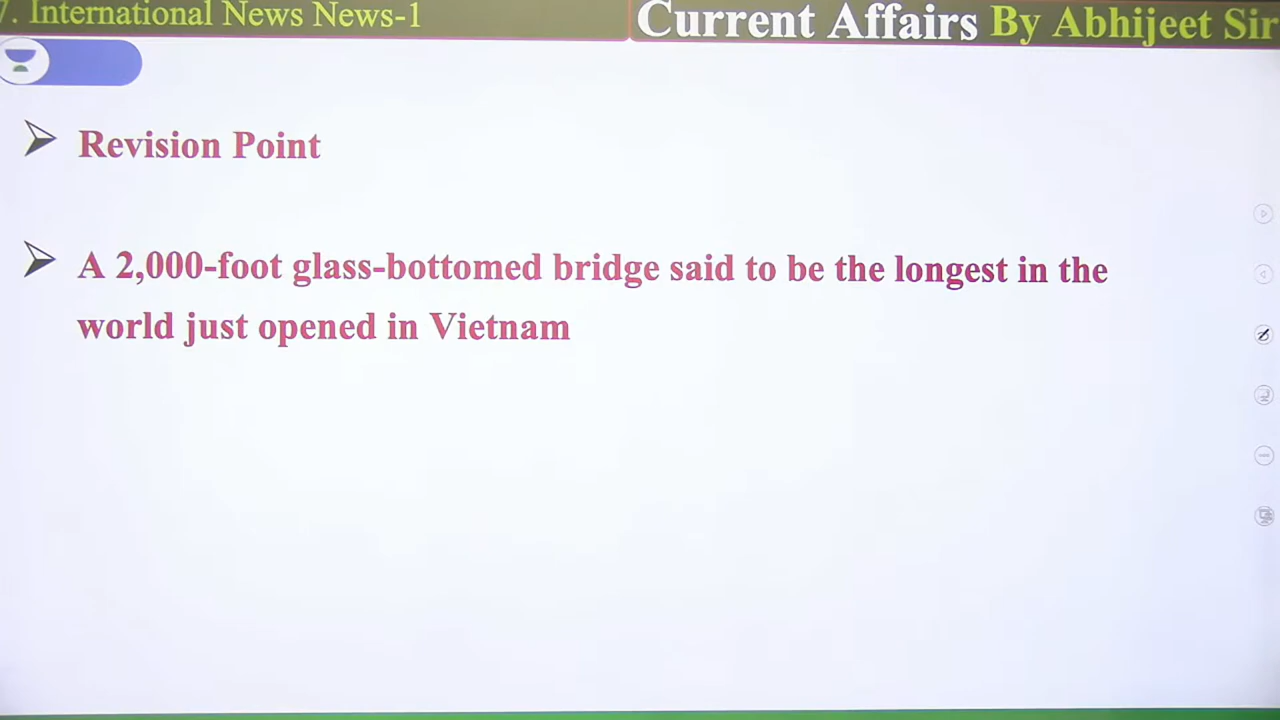 7. International News News-1
Current Affairs By Abhijeet Sir
Revision Point
A 2,000-foot glass-bottomed bridge said to be the longest in the
world just opened in Vietnam